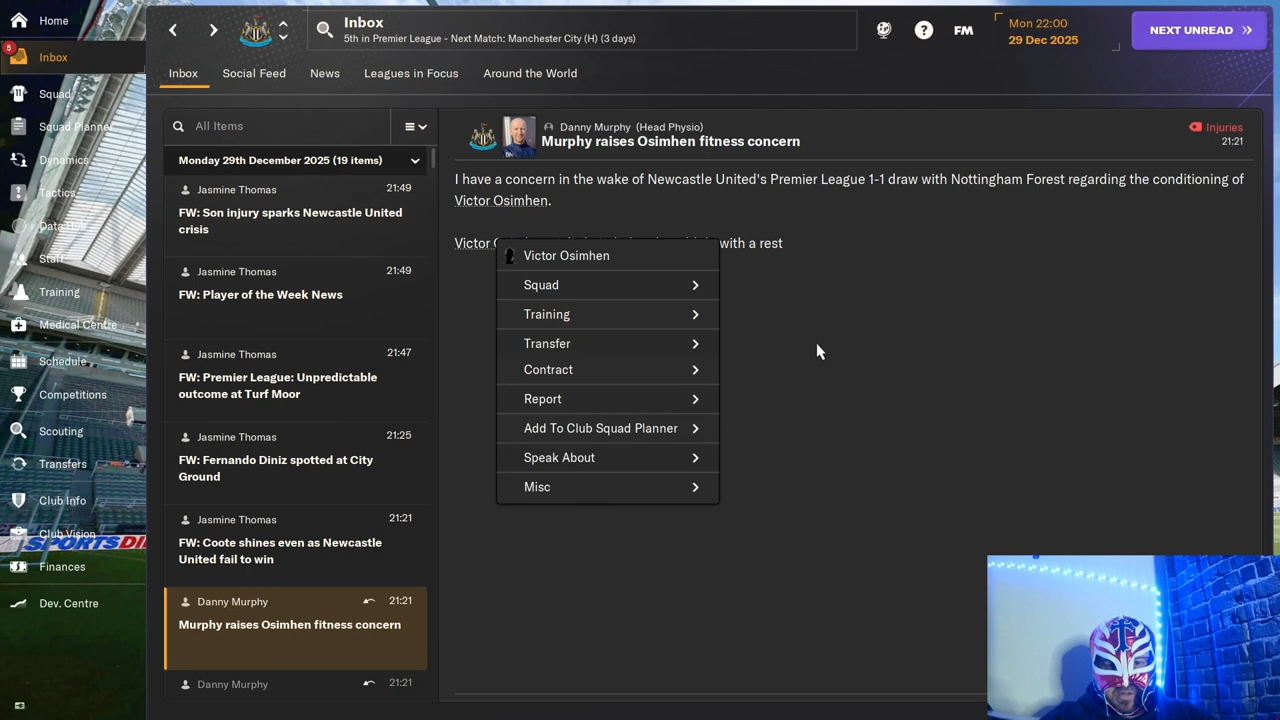 Home
5
Inbox
Squad
Squad Planner
Dynamics
Tactics
Data Hub
Staff
Training
Medical Centre
Schedule
Competitions
Scouting
Transfers
Club Info
Club Vision
SPORTSDI
Finances
Dev. Centre
Inbox
5th in Premier League - Next Match: Manchester City (H) (3 days)
FM
Mon 22:00
29 Dec 2025
NEXT UNREAD
Inbox
Social Feed
News
Leagues in Focus
Around the World
All Items
Monday 29th December 2025 (19 items)
Jasmine Thomas 21:49
FW: Son injury sparks Newcastle United
crisis
Jasmine Thomas 21:49
FW: Player of the Week News
Jasmine Thomas 21:47
FW: Premier League: Unpredictable
outcome at Turf Moor
Jasmine Thomas 21:25
FW: Fernando Diniz spotted at City
Ground
Jasmine Thomas 21:21
FW: Coote shines even as Newcastle
United fail to win
Danny Murphy 21:21
Murphy raises Osimhen fitness concern
Danny Murphy 21:21
Danny Murphy (Head Physio)
Murphy raises Osimhen fitness concern
Injuries
21:21
I have a concern in the wake of Newcastle United's Premier League 1-1 draw with Nottingham Forest regarding the conditioning of
Victor Osimhen.
Victor with a rest
Victor Osimhen
Squad
Training
Transfer
Contract
Report
Add To Club Squad Planner
Speak About
Misc